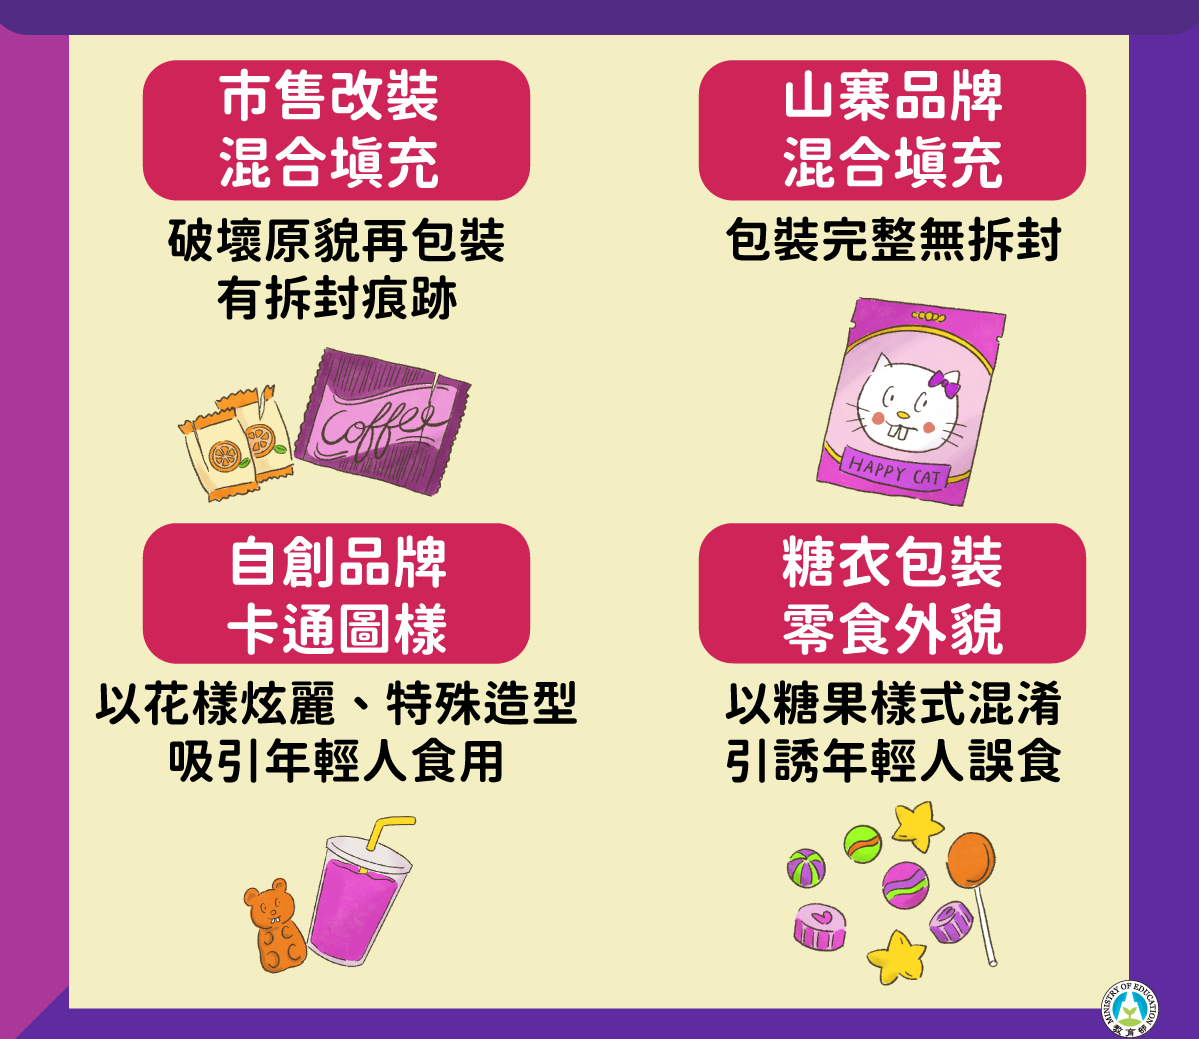 市售改裝
混合填充
破壞原貌再包裝
有拆封痕跡
coffee
山寨品牌
混合填充
包裝完整無拆封
HAPPY CAT
自創品牌
卡通圖樣
以花樣炫麗、特殊造型
吸引年輕人食用
糖衣包裝
零食外貌
以糖果樣式混淆
引誘年輕人誤食
MINISTRY OF EDUCATION
教育部